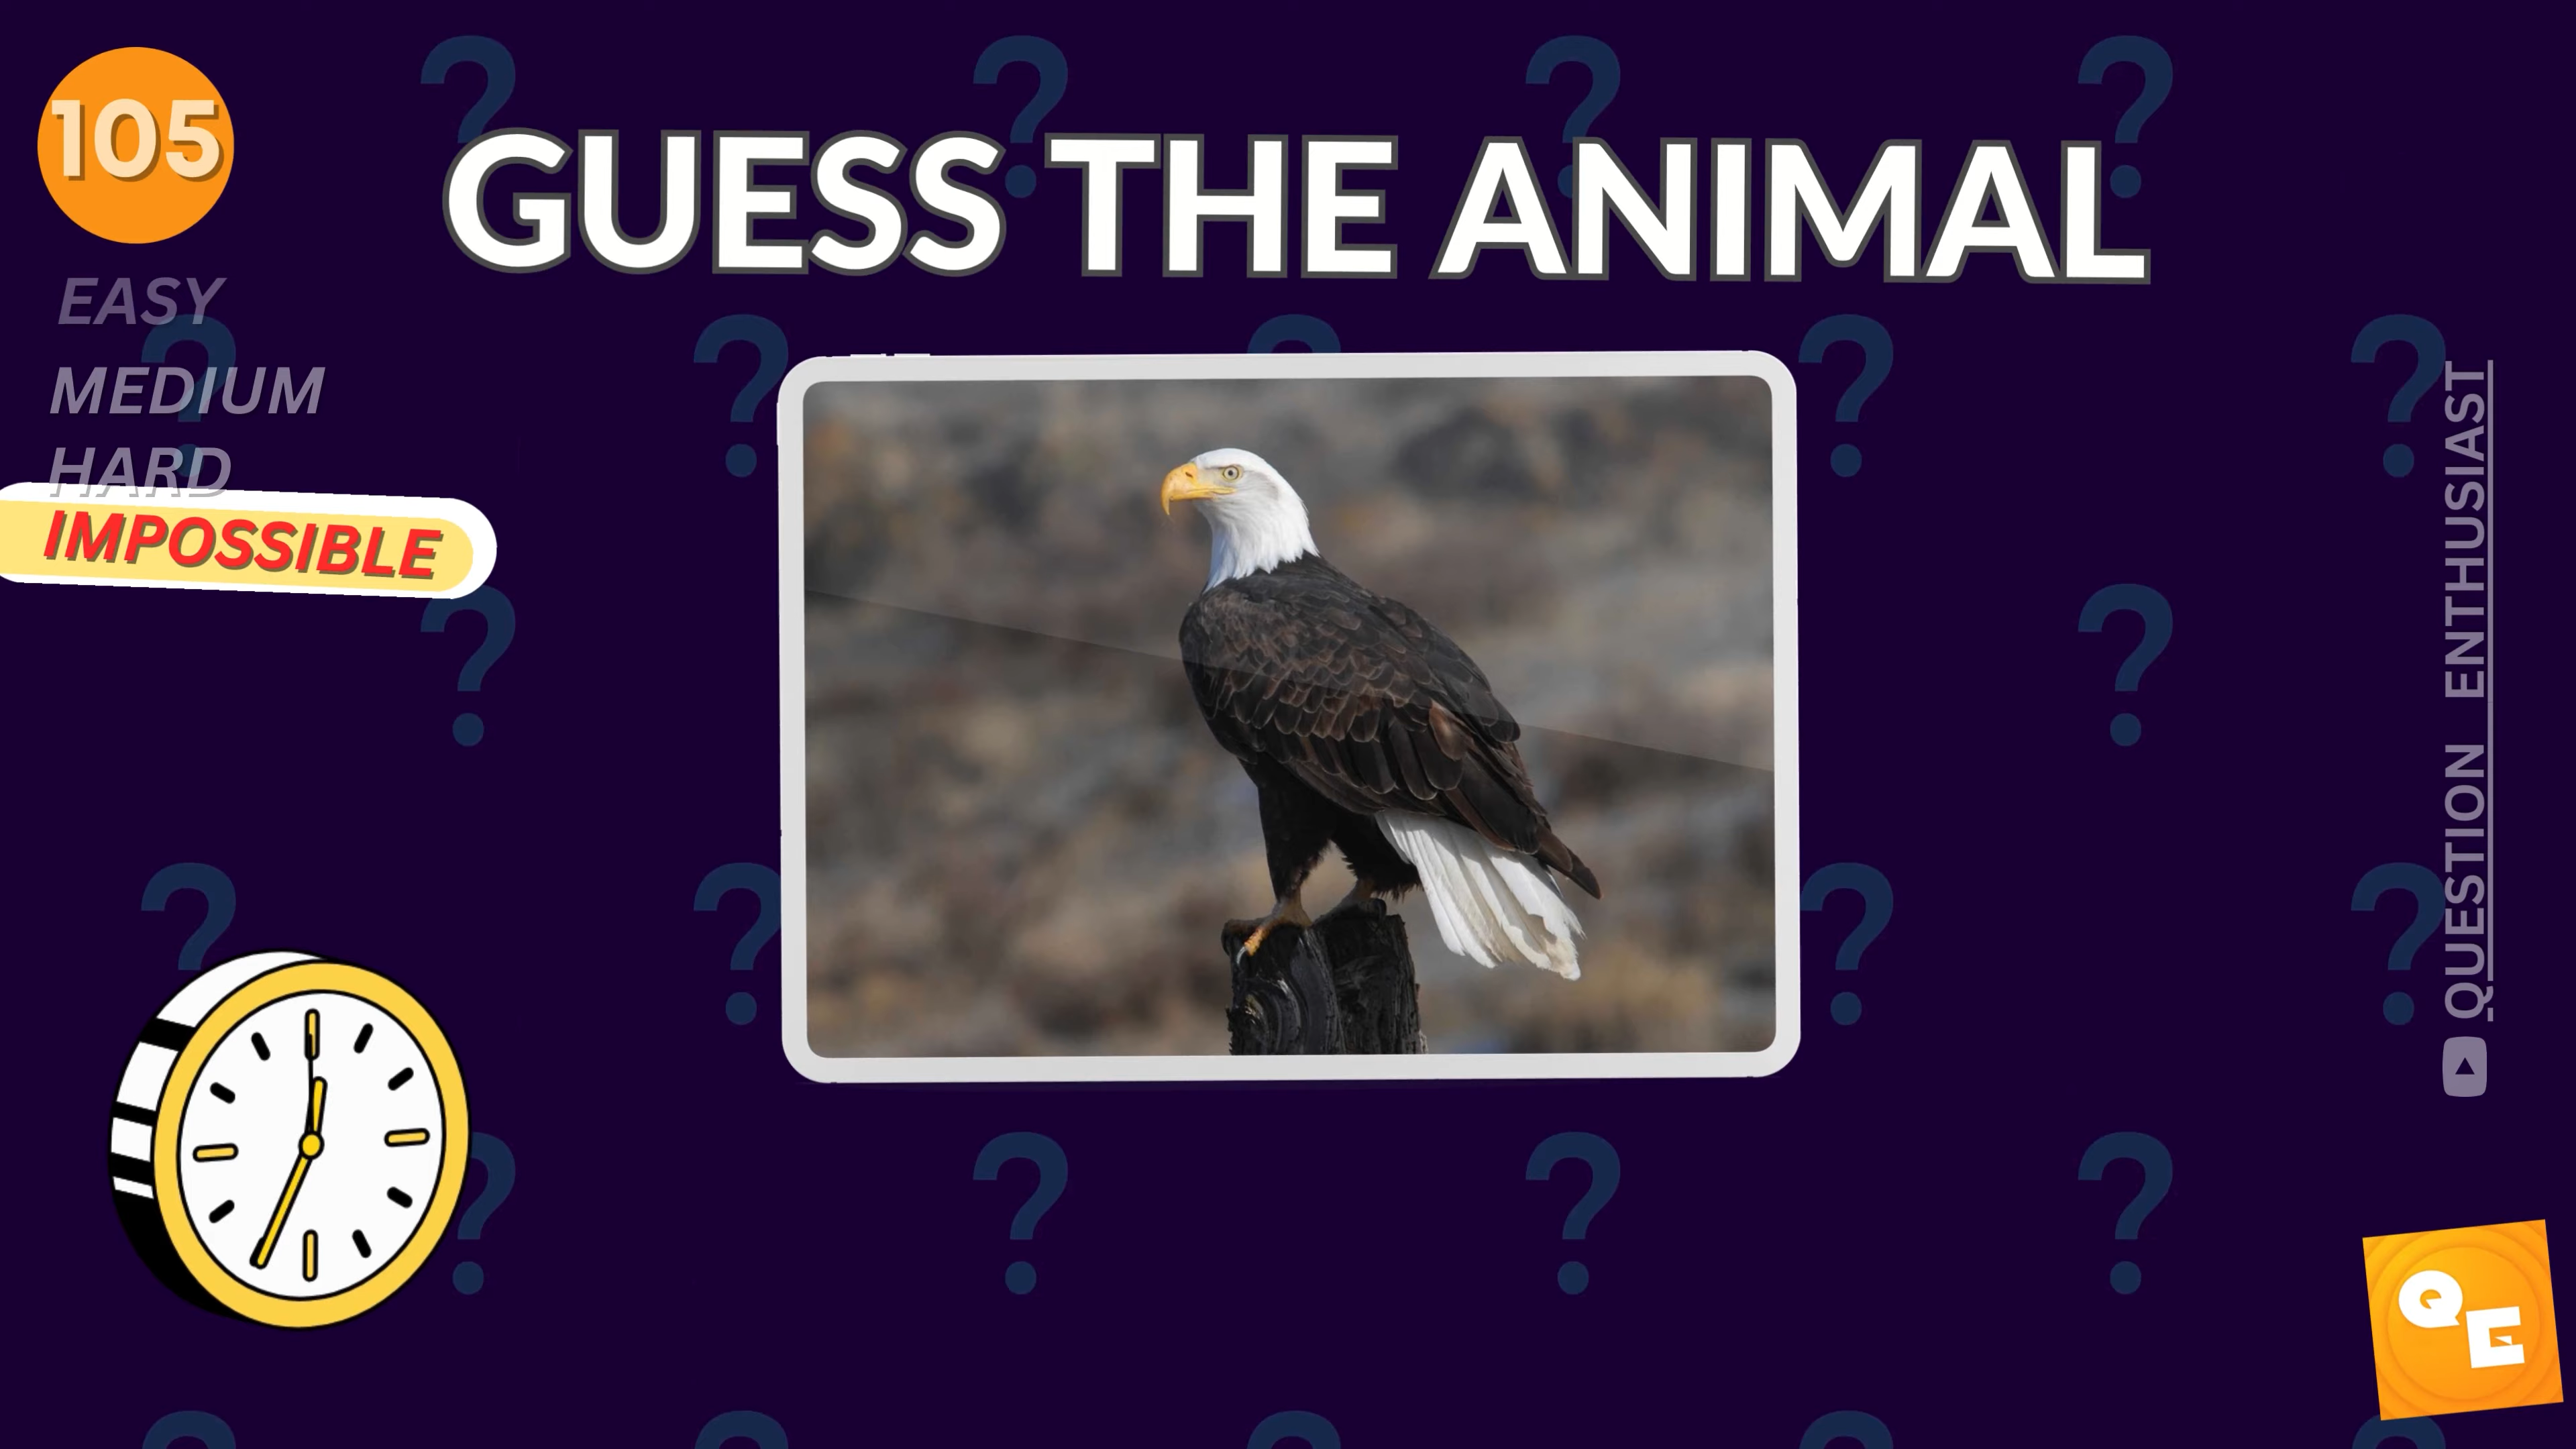 105
GUESS THE ANIMAL
EASY
MEDIUM
HARD
IMPOSSIBLE
QUESTION ENTHUSIAST
QE